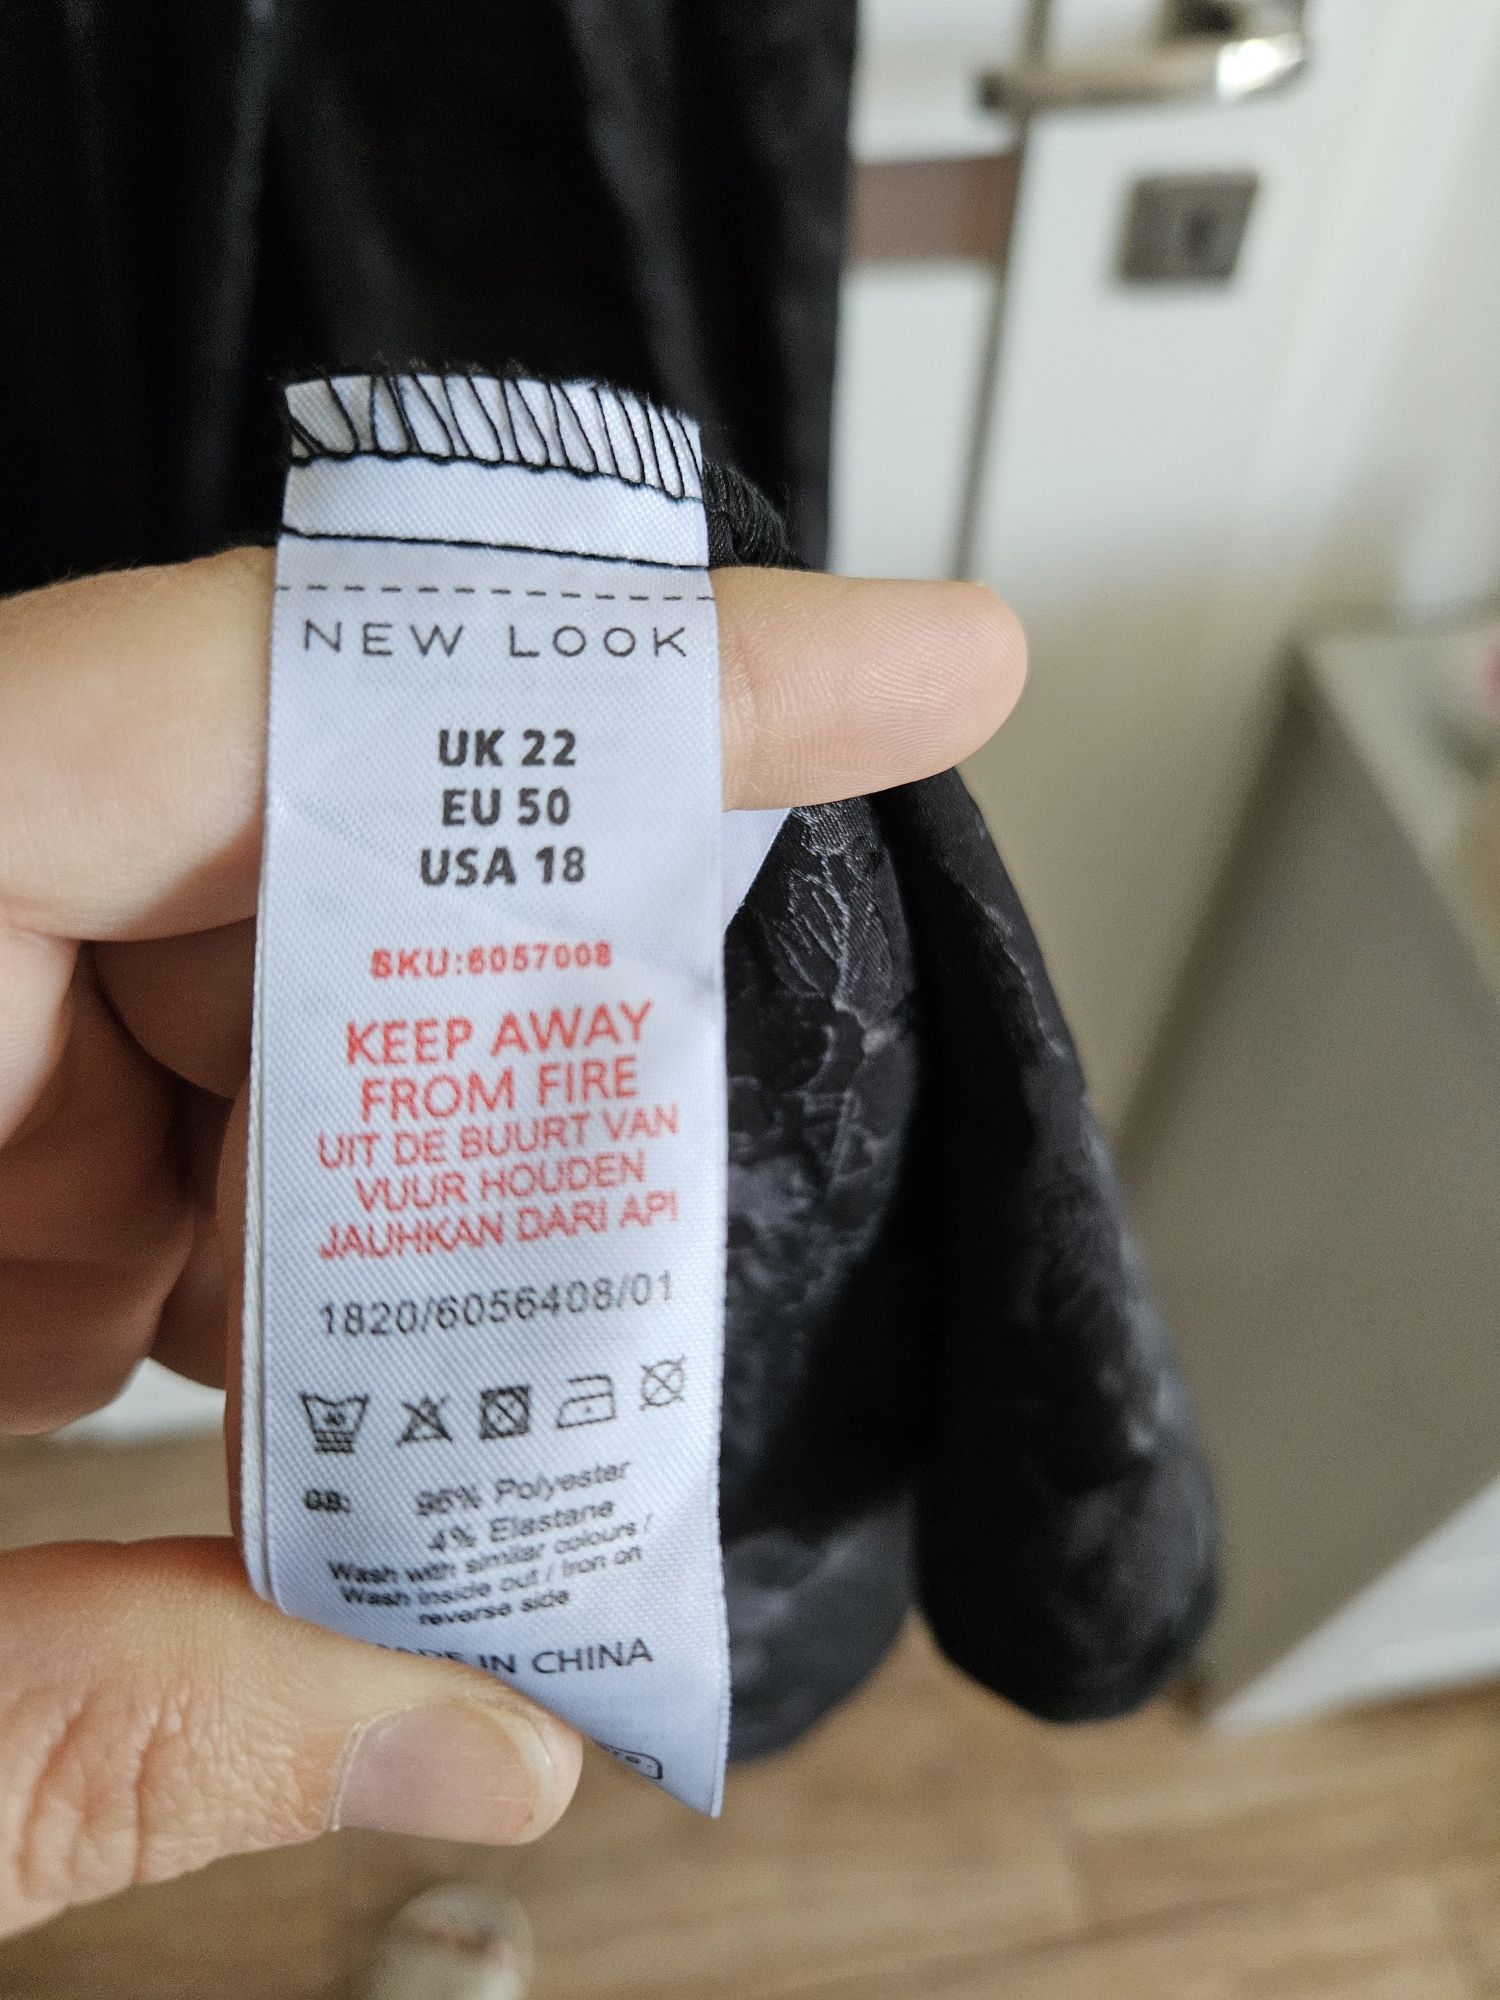 NEW LOOK
UK 22
EU 50
USA 18
SKU:6057008
KEEP AWAY
FROM FIRE
UIT DE BUURT VAN
VUUR HOUDEN
JAUHKAN DARI API
1820/6056408/01
40
GB: 96% Polyester
4% Elastane
Wash with similar colours /
Wash inside out / Iron on
reverse side
IN CHINA